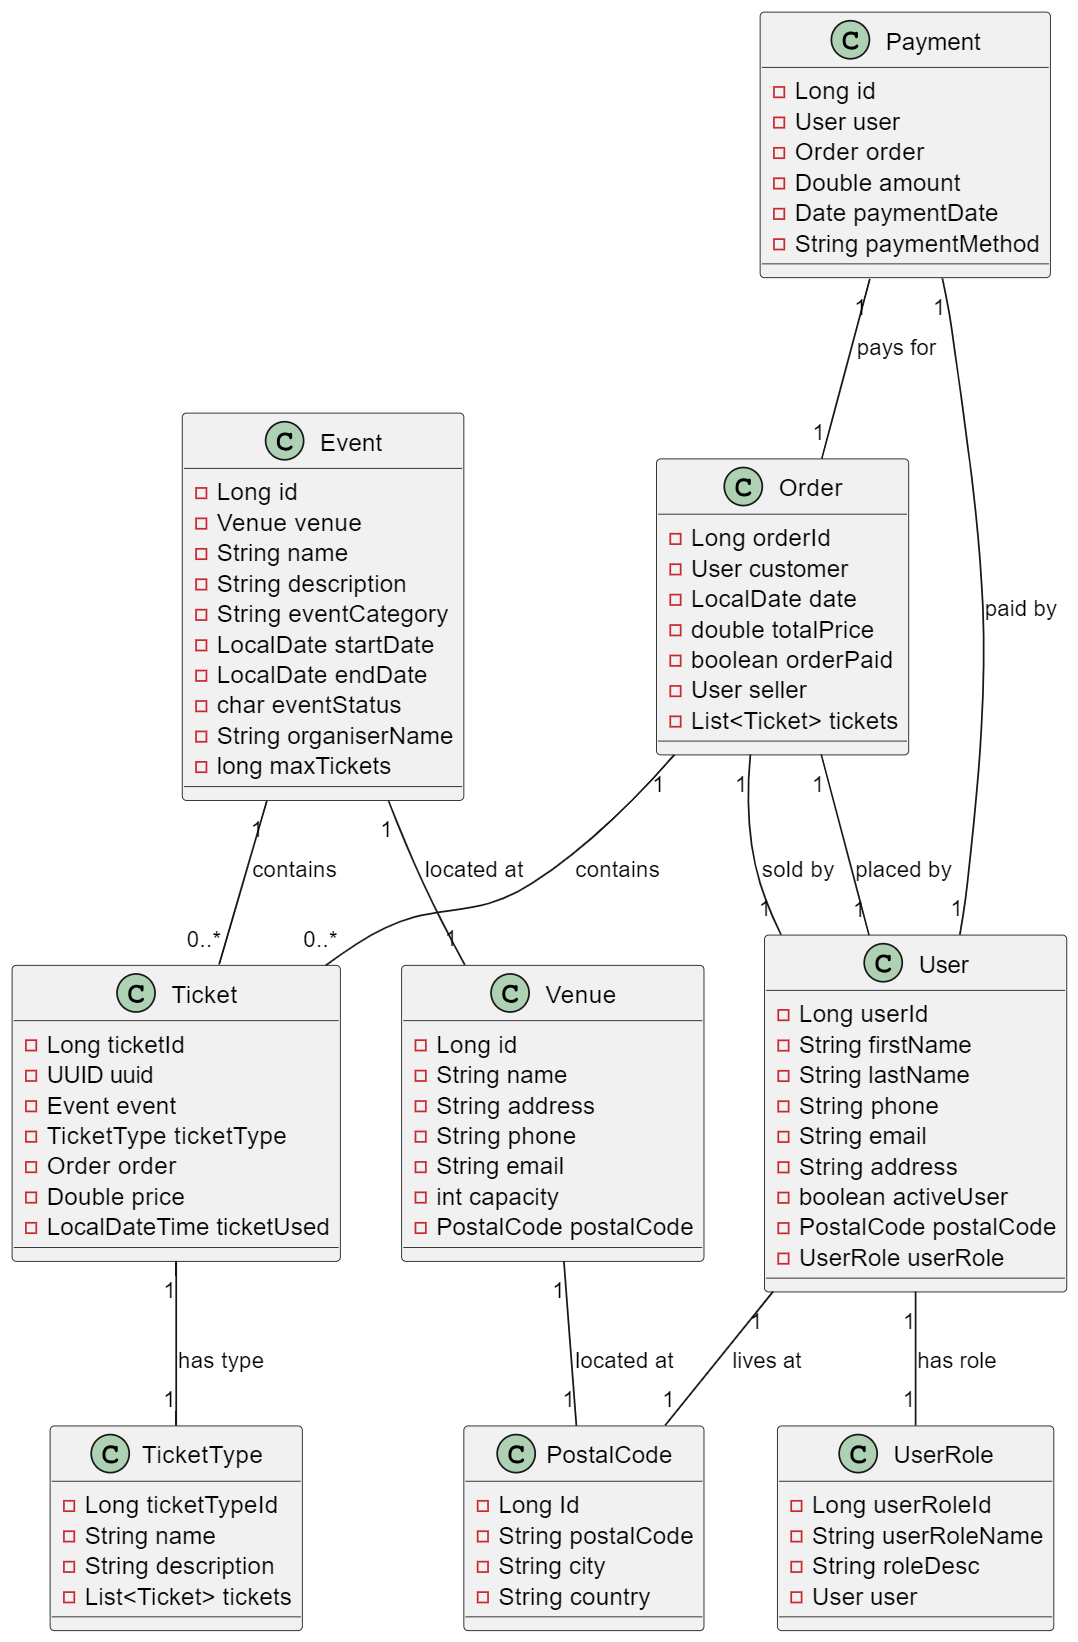 C Payment
Long id
User user
Order order
Double amount
Date paymentDate
String paymentMethod
1
1
pays for
1
paid by
C Event
Long id
Venue venue
String name
String description
String eventCategory
LocalDate startDate
LocalDate endDate
char eventStatus
String organiserName
long maxTickets
C Order
Long orderId
User customer
LocalDate date
double totalPrice
boolean orderPaid
User seller
List<Ticket> tickets
1
1
1
1
1
contains
located at
contains
sold by
placed by
0..*
0..*
1
1
1
1
C Ticket
Long ticketId
UUID uuid
Event event
TicketType ticketType
Order order
Double price
LocalDateTime ticketUsed
C Venue
Long id
String name
String address
String phone
String email
int capacity
PostalCode postalCode
C User
Long userId
String firstName
String lastName
String phone
String email
String address
boolean activeUser
PostalCode postalCode
UserRole userRole
1
1
1
1
has type
located at
lives at
has role
1
1
1
1
C TicketType
Long ticketTypeId
String name
String description
List<Ticket> tickets
C PostalCode
Long Id
String postalCode
String city
String country
C UserRole
Long userRoleId
String userRoleName
String roleDesc
User user